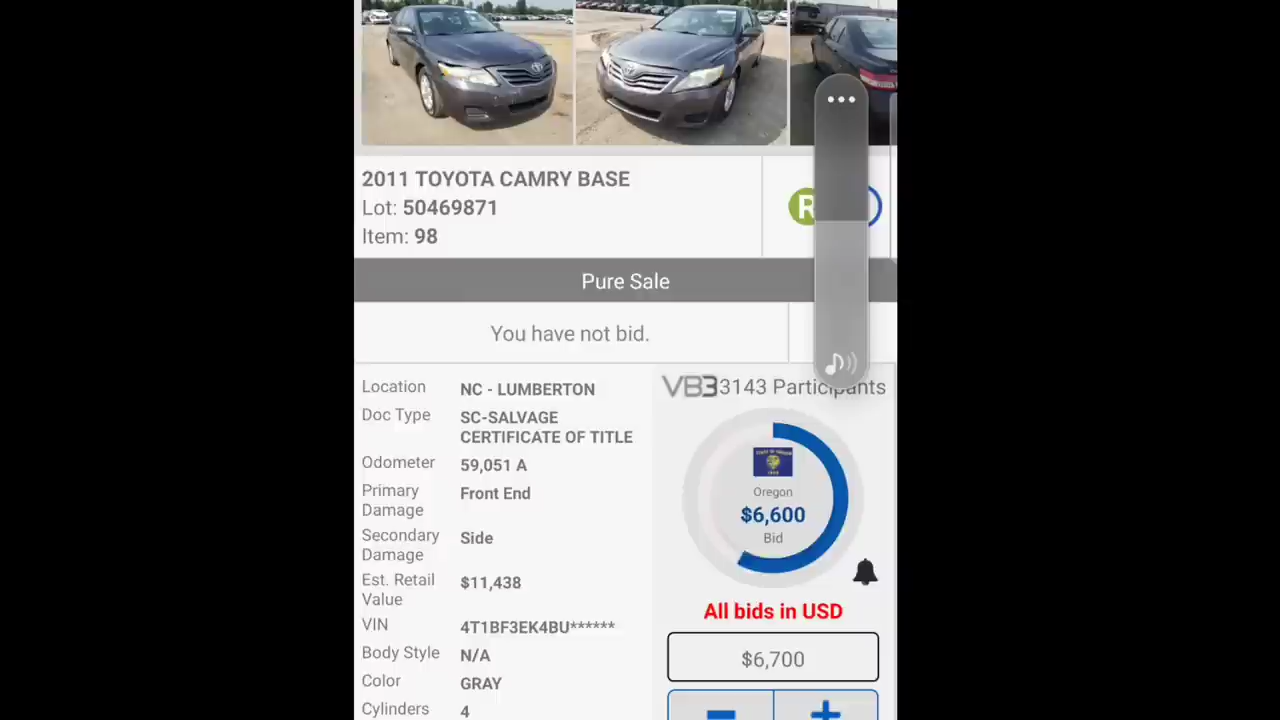 2011 TOYOTA CAMRY BASE
Lot: 50469871
Item: 98
R
Pure Sale
You have not bid.
Location NC - LUMBERTON
Doc Type SC-SALVAGE
CERTIFICATE OF TITLE
Odometer 59,051 A
Primary
Damage Front End
Secondary
Damage Side
Est. Retail
Value $11,438
VIN 4T1BF3EK4BU******
Body Style N/A
Color GRAY
Cylinders 4
VB3 3143 Participants
Oregon
$6,600
Bid
All bids in USD
$6,700